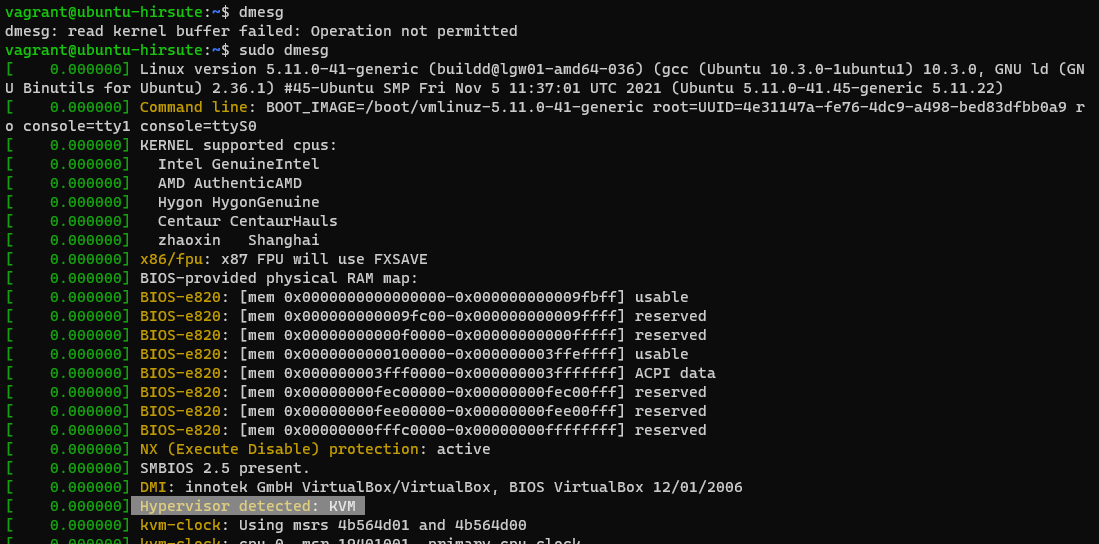 vagrant@ubuntu-hirsute:~$ dmesg
dmesg: read kernel buffer failed: Operation not permitted
vagrant@ubuntu-hirsute:~$ sudo dmesg
[    0.000000] Linux version 5.11.0-41-generic (buildd@lgw01-amd64-036) (gcc (Ubuntu 10.3.0-1ubuntu1) 10.3.0, GNU ld (GN
U Binutils for Ubuntu) 2.36.1) #45-Ubuntu SMP Fri Nov 5 11:37:01 UTC 2021 (Ubuntu 5.11.0-41.45-generic 5.11.22)
[    0.000000] Command line: BOOT_IMAGE=/boot/vmlinuz-5.11.0-41-generic root=UUID=4e31147a-fe76-4dc9-a498-bed83dfbb0a9 r
o console=tty1 console=ttyS0
[    0.000000] KERNEL supported cpus:
[    0.000000]   Intel GenuineIntel
[    0.000000]   AMD AuthenticAMD
[    0.000000]   Hygon HygonGenuine
[    0.000000]   Centaur CentaurHauls
[    0.000000]   zhaoxin   Shanghai
[    0.000000] x86/fpu: x87 FPU will use FXSAVE
[    0.000000] BIOS-provided physical RAM map:
[    0.000000] BIOS-e820: [mem 0x0000000000000000-0x000000000009fbff] usable
[    0.000000] BIOS-e820: [mem 0x000000000009fc00-0x000000000009ffff] reserved
[    0.000000] BIOS-e820: [mem 0x00000000000f0000-0x00000000000fffff] reserved
[    0.000000] BIOS-e820: [mem 0x0000000000100000-0x000000003ffeffff] usable
[    0.000000] BIOS-e820: [mem 0x000000003fff0000-0x000000003fffffff] ACPI data
[    0.000000] BIOS-e820: [mem 0x00000000fec00000-0x00000000fec00fff] reserved
[    0.000000] BIOS-e820: [mem 0x00000000fee00000-0x00000000fee00fff] reserved
[    0.000000] BIOS-e820: [mem 0x00000000fffc0000-0x00000000ffffffff] reserved
[    0.000000] NX (Execute Disable) protection: active
[    0.000000] SMBIOS 2.5 present.
[    0.000000] DMI: innotek GmbH VirtualBox/VirtualBox, BIOS VirtualBox 12/01/2006
[    0.000000] Hypervisor detected: KVM
[    0.000000] kvm-clock: Using msrs 4b564d01 and 4b564d00
[    0.000000] kvm-clock: cpu 0, msr 19401001, primary cpu clock